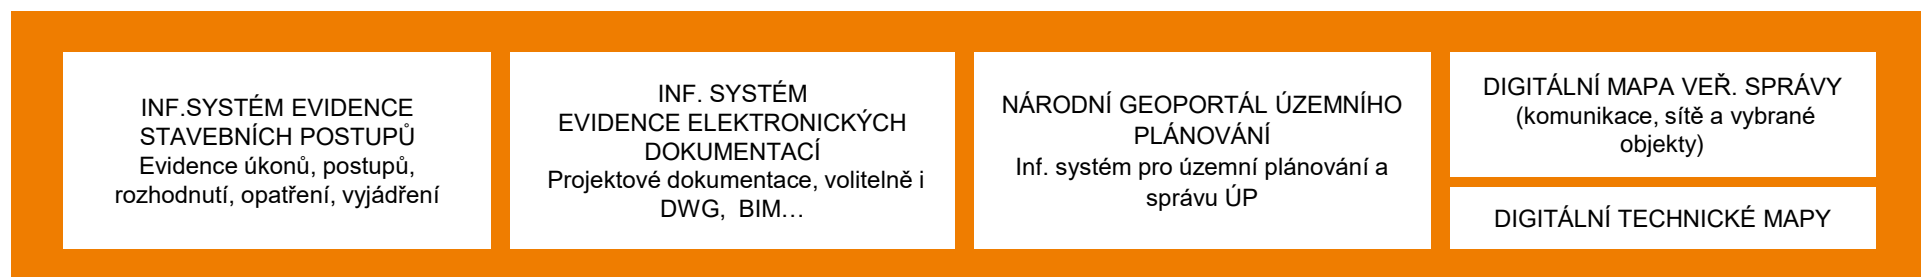 INF.SYSTÉM EVIDENCE
STAVEBNÍCH POSTUPŮ
Evidence úkonů, postupů,
rozhodnutí, opatření, vyjádření
INF. SYSTÉM
EVIDENCE ELEKTRONICKÝCH
DOKUMENTACÍ
Projektové dokumentace, volitelně i
DWG, BIM…
NÁRODNÍ GEOPORTÁL ÚZEMNÍHO
PLÁNOVÁNÍ
Inf. systém pro územní plánování a
správu ÚP
DIGITÁLNÍ MAPA VEŘ. SPRÁVY
(komunikace, sítě a vybrané
objekty)
DIGITÁLNÍ TECHNICKÉ MAPY